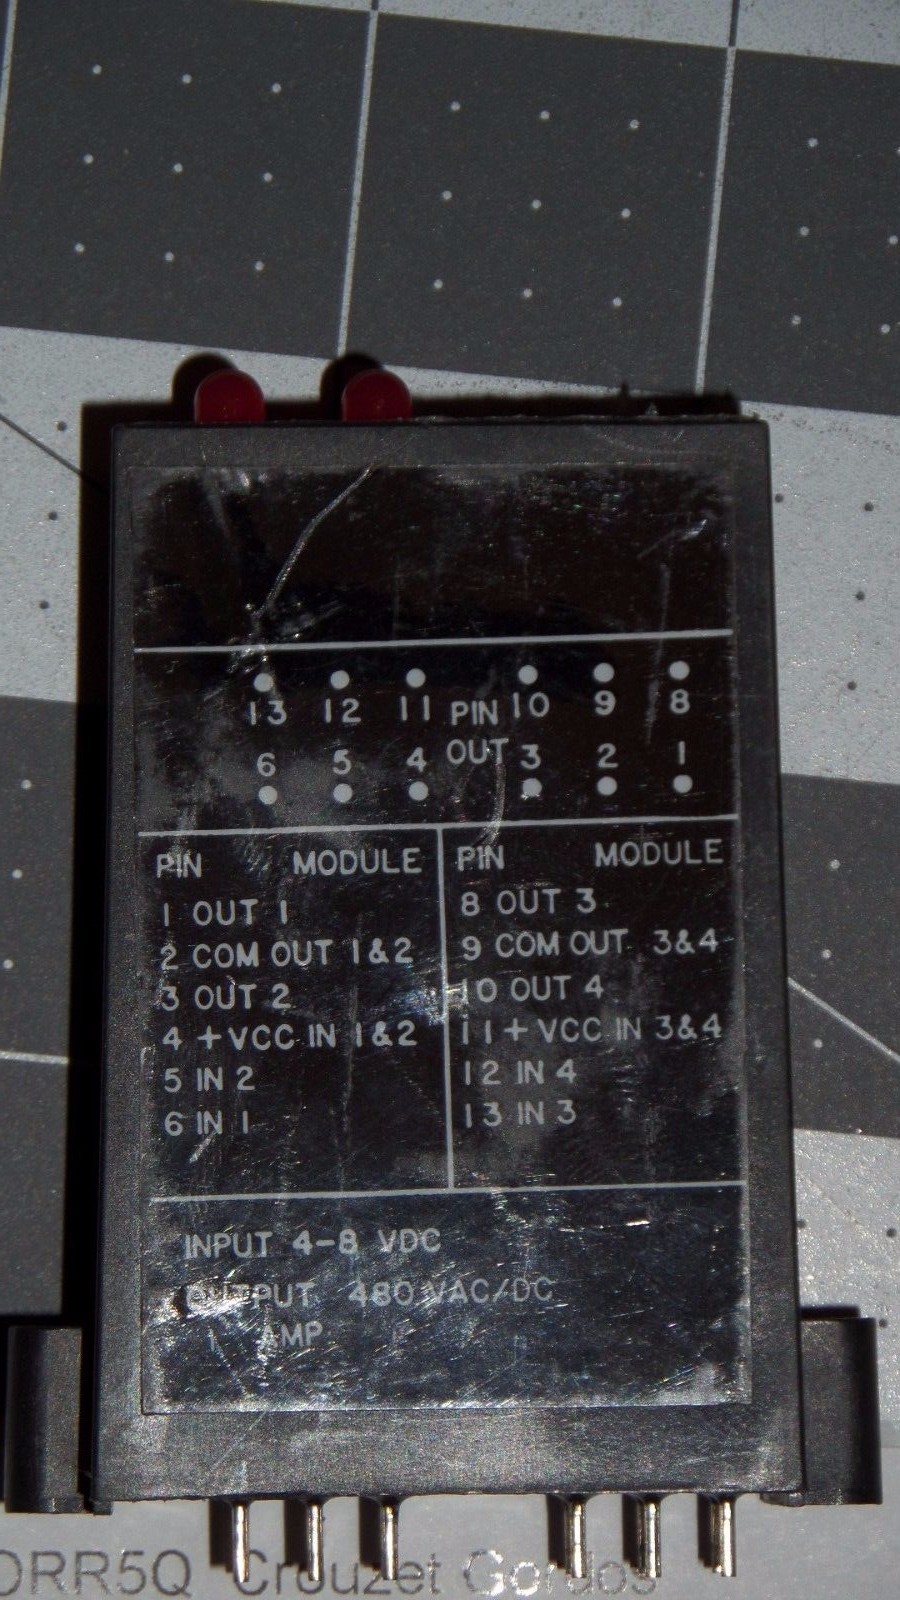 13 12 11 PIN 10 9 8
6 5 4 OUT 3 2 1
PIN MODULE
1 OUT 1
2 COM OUT 1&2
3 OUT 2
4 +VCC IN 1&2
5 IN 2
6 IN 1
PIN MODULE
8 OUT 3
9 COM OUT 3&4
10 OUT 4
11+ VCC IN 3&4
12 IN 4
13 IN 3
INPUT 4-8 VDC
OUTPUT 480 VAC/DC
AMP
ORR5Q Crouzet Gordos